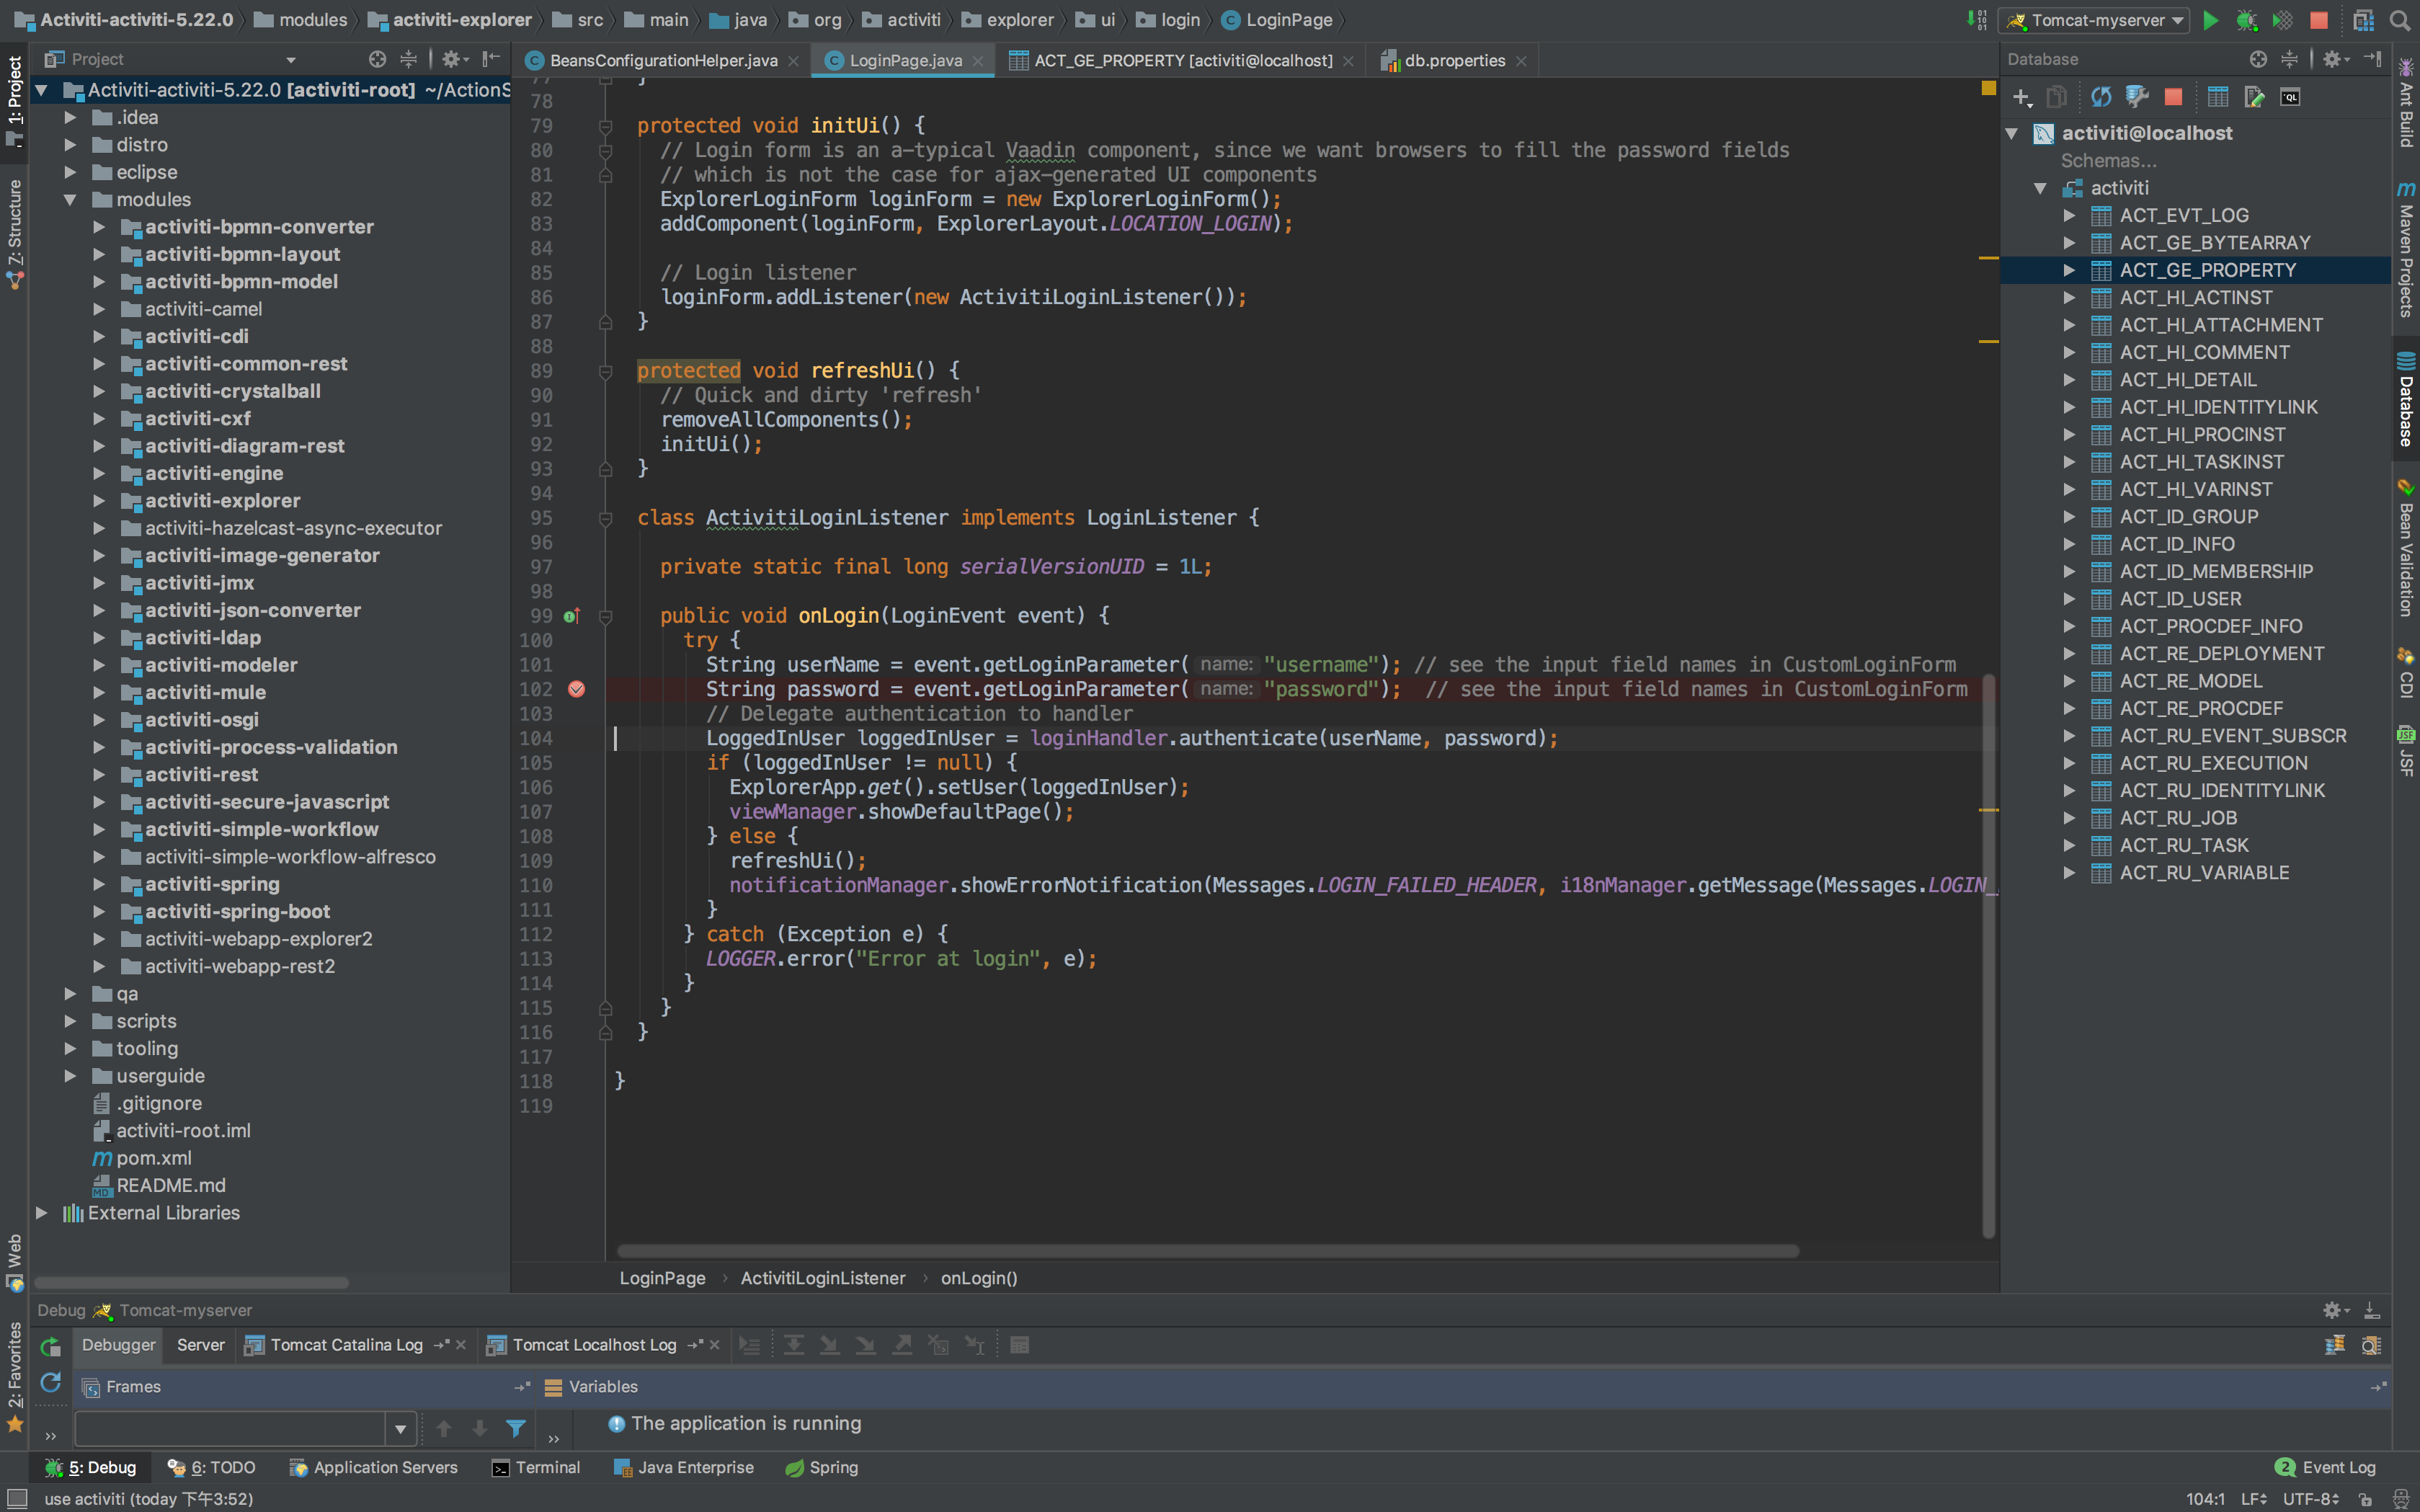 Activiti-activiti-5.22.0 modules activiti-explorer src main java org activiti explorer ui login LoginPage
Tomcat-myserver
1: Project
7: Structure
Web
2: Favorites
Project
Activiti-activiti-5.22.0 [activiti-root] ~/ActionS
.idea
distro
eclipse
modules
activiti-bpmn-converter
activiti-bpmn-layout
activiti-bpmn-model
activiti-camel
activiti-cdi
activiti-common-rest
activiti-crystalball
activiti-cxf
activiti-diagram-rest
activiti-engine
activiti-explorer
activiti-hazelcast-async-executor
activiti-image-generator
activiti-jmx
activiti-json-converter
activiti-ldap
activiti-modeler
activiti-mule
activiti-osgi
activiti-process-validation
activiti-rest
activiti-secure-javascript
activiti-simple-workflow
activiti-simple-workflow-alfresco
activiti-spring
activiti-spring-boot
activiti-webapp-explorer2
activiti-webapp-rest2
qa
scripts
tooling
userguide
.gitignore
activiti-root.iml
pom.xml
README.md
External Libraries
BeansConfigurationHelper.java LoginPage.java ACT_GE_PROPERTY [activiti@localhost] db.properties
77 }
78
79 protected void initUi() {
80 // Login form is an a-typical Vaadin component, since we want browsers to fill the password fields
81 // which is not the case for ajax-generated UI components
82 ExplorerLoginForm loginForm = new ExplorerLoginForm();
83 addComponent(loginForm, ExplorerLayout.LOCATION_LOGIN);
84
85 // Login listener
86 loginForm.addListener(new ActivitiLoginListener());
87 }
88
89 protected void refreshUi() {
90 // Quick and dirty 'refresh'
91 removeAllComponents();
92 initUi();
93 }
94
95 class ActivitiLoginListener implements LoginListener {
96
97 private static final long serialVersionUID = 1L;
98
99 public void onLogin(LoginEvent event) {
100 try {
101 String userName = event.getLoginParameter( name: "username"); // see the input field names in CustomLoginForm
102 String password = event.getLoginParameter( name: "password"); // see the input field names in CustomLoginForm
103 // Delegate authentication to handler
104 LoggedInUser loggedInUser = loginHandler.authenticate(userName, password);
105 if (loggedInUser != null) {
106 ExplorerApp.get().setUser(loggedInUser);
107 viewManager.showDefaultPage();
108 } else {
109 refreshUi();
110 notificationManager.showErrorNotification(Messages.LOGIN_FAILED_HEADER, i18nManager.getMessage(Messages.LOGIN_
111 }
112 } catch (Exception e) {
113 LOGGER.error("Error at login", e);
114 }
115 }
116 }
117
118 }
119
LoginPage ActivitiLoginListener onLogin()
Database
activiti@localhost
Schemas...
activiti
ACT_EVT_LOG
ACT_GE_BYTEARRAY
ACT_GE_PROPERTY
ACT_HI_ACTINST
ACT_HI_ATTACHMENT
ACT_HI_COMMENT
ACT_HI_DETAIL
ACT_HI_IDENTITYLINK
ACT_HI_PROCINST
ACT_HI_TASKINST
ACT_HI_VARINST
ACT_ID_GROUP
ACT_ID_INFO
ACT_ID_MEMBERSHIP
ACT_ID_USER
ACT_PROCDEF_INFO
ACT_RE_DEPLOYMENT
ACT_RE_MODEL
ACT_RE_PROCDEF
ACT_RU_EVENT_SUBSCR
ACT_RU_EXECUTION
ACT_RU_IDENTITYLINK
ACT_RU_JOB
ACT_RU_TASK
ACT_RU_VARIABLE
Ant Build
Maven Projects
Database
Bean Validation
CDI
JSF
Debug Tomcat-myserver
Debugger Server Tomcat Catalina Log Tomcat Localhost Log
Frames Variables
The application is running
5: Debug 6: TODO Application Servers Terminal Java Enterprise Spring 2 Event Log
use activiti (today 下午3:52) 104:1 LF UTF-8